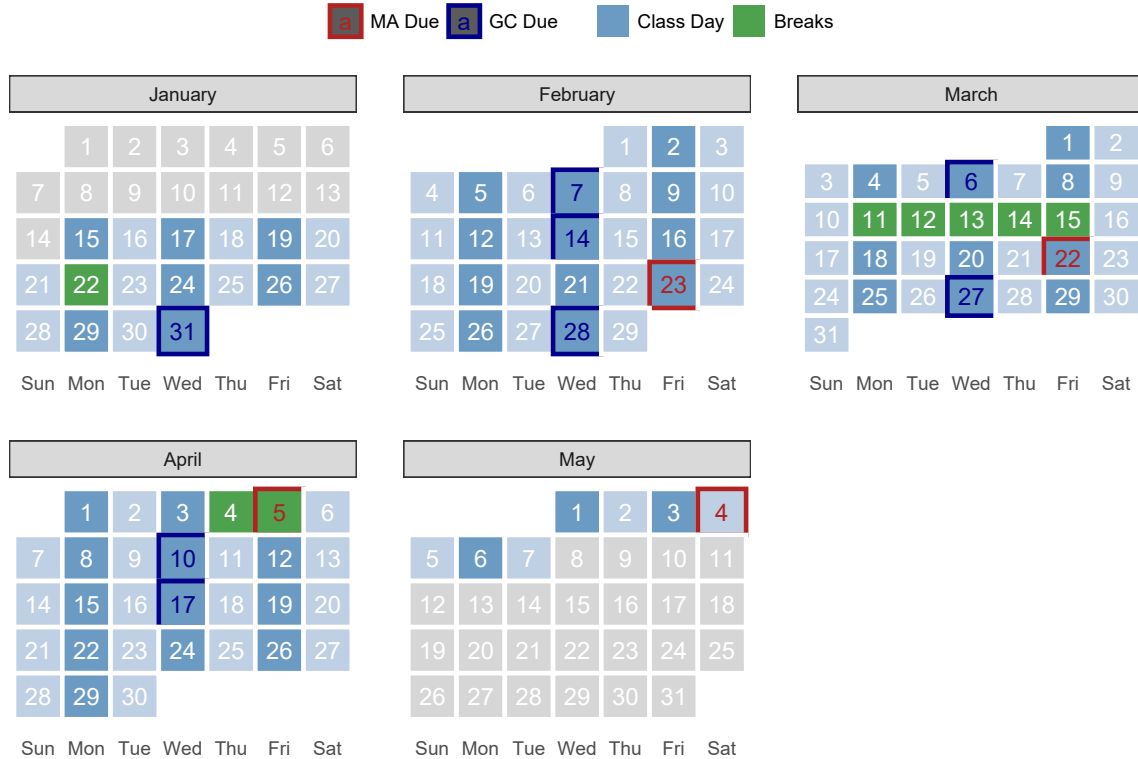 a MA Due a GC Due Class Day Breaks
January February March
1 2 3 4 5 6
7 8 9 10 11 12 13
14 15 16 17 18 19 20
21 22 23 24 25 26 27
28 29 30 31
Sun Mon Tue Wed Thu Fri Sat
1 2 3
4 5 6 7 8 9 10
11 12 13 14 15 16 17
18 19 20 21 22 23 24
25 26 27 28 29
Sun Mon Tue Wed Thu Fri Sat
1 2
3 4 5 6 7 8 9
10 11 12 13 14 15 16
17 18 19 20 21 22 23
24 25 26 27 28 29 30
31
Sun Mon Tue Wed Thu Fri Sat
April May
1 2 3 4 5 6
7 8 9 10 11 12 13
14 15 16 17 18 19 20
21 22 23 24 25 26 27
28 29 30
Sun Mon Tue Wed Thu Fri Sat
1 2 3 4
5 6 7 8 9 10 11
12 13 14 15 16 17 18
19 20 21 22 23 24 25
26 27 28 29 30 31
Sun Mon Tue Wed Thu Fri Sat